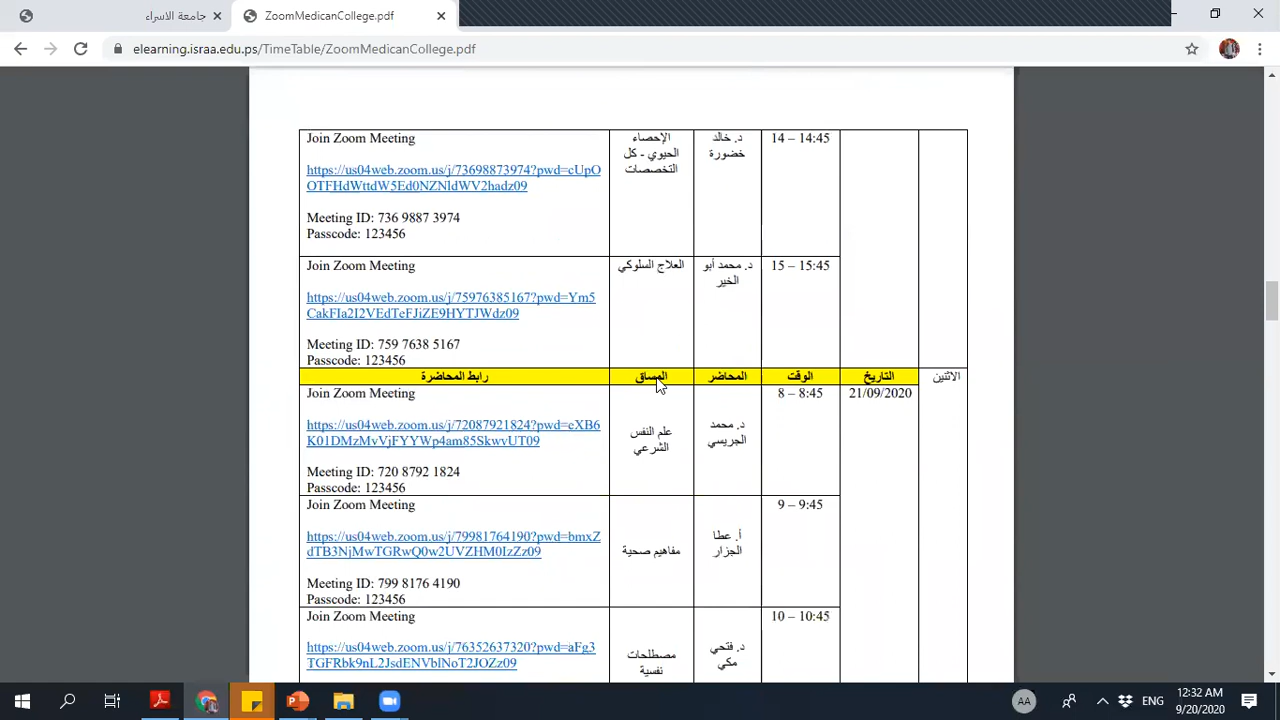 جامعة الاسراء
ZoomMedicanCollege.pdf
elearning.israa.edu.ps/TimeTable/ZoomMedicanCollege.pdf
Join Zoom Meeting
https://us04web.zoom.us/j/73698873974?pwd=cUpO
OTFHdWttdW5Ed0NZNldWV2hadz09
Meeting ID: 736 9887 3974
Passcode: 123456
الإحصاء
الحيوي - كل
التخصصات
د. خالد
خضورة
14 – 14:45
Join Zoom Meeting
https://us04web.zoom.us/j/75976385167?pwd=Ym5
CakFIa2I2VEdTeFJiZE9HYTJWdz09
Meeting ID: 759 7638 5167
Passcode: 123456
العلاج السلوكي
د. محمد أبو
الخير
15 – 15:45
رابط المحاضرة
المساق
المحاضر
الوقت
التاريخ
الاثنين
Join Zoom Meeting
https://us04web.zoom.us/j/72087921824?pwd=cXB6
K01DMzMvVjFYYWp4am85SkwvUT09
Meeting ID: 720 8792 1824
Passcode: 123456
علم النفس
الشرعي
د. محمد
الجريسي
8 – 8:45
21/09/2020
Join Zoom Meeting
https://us04web.zoom.us/j/79981764190?pwd=bmxZ
dTB3NjMwTGRwQ0w2UVZHM0IzZz09
Meeting ID: 799 8176 4190
Passcode: 123456
مفاهيم صحية
أ. عطا
الجزار
9 – 9:45
Join Zoom Meeting
https://us04web.zoom.us/j/76352637320?pwd=aFg3
TGFRbk9nL2JsdENVblNoT2JOZz09
مصطلحات
نفسية
د. فتحي
مكي
10 – 10:45
AA
ENG
12:32 AM
9/20/2020